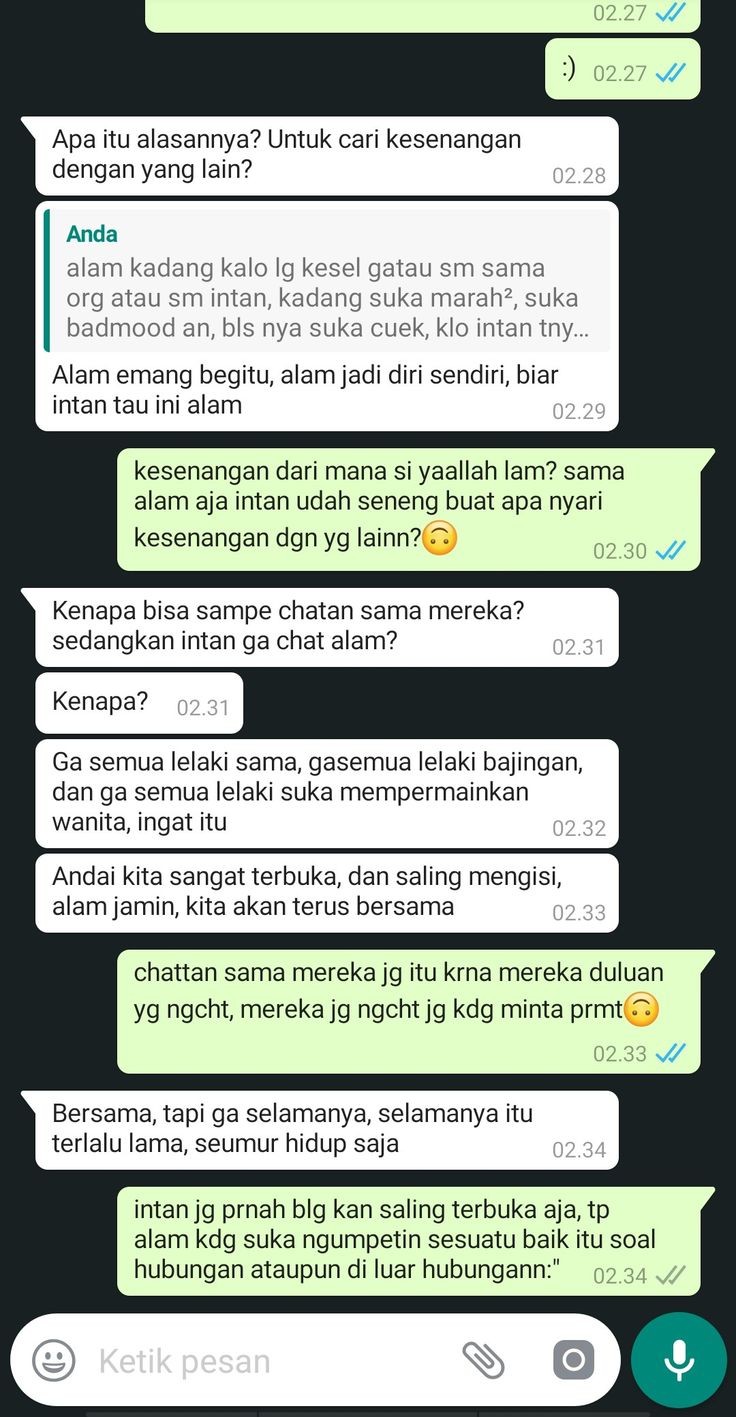 02.27
:) 02.27
Apa itu alasannya? Untuk cari kesenangan
dengan yang lain? 02.28
Anda
alam kadang kalo lg kesel gatau sm sama
org atau sm intan, kadang suka marah², suka
badmood an, bls nya suka cuek, klo intan tny...
Alam emang begitu, alam jadi diri sendiri, biar
intan tau ini alam 02.29
kesenangan dari mana si yaallah lam? sama
alam aja intan udah seneng buat apa nyari
kesenangan dgn yg lainn?🙃 02.30
Kenapa bisa sampe chatan sama mereka?
sedangkan intan ga chat alam? 02.31
Kenapa? 02.31
Ga semua lelaki sama, gasemua lelaki bajingan,
dan ga semua lelaki suka mempermainkan
wanita, ingat itu 02.32
Andai kita sangat terbuka, dan saling mengisi,
alam jamin, kita akan terus bersama 02.33
chattan sama mereka jg itu krna mereka duluan
yg ngcht, mereka jg ngcht jg kdg minta prmt🙃
02.33
Bersama, tapi ga selamanya, selamanya itu
terlalu lama, seumur hidup saja 02.34
intan jg prnah blg kan saling terbuka aja, tp
alam kdg suka ngumpetin sesuatu baik itu soal
hubungan ataupun di luar hubungann:" 02.34
Ketik pesan